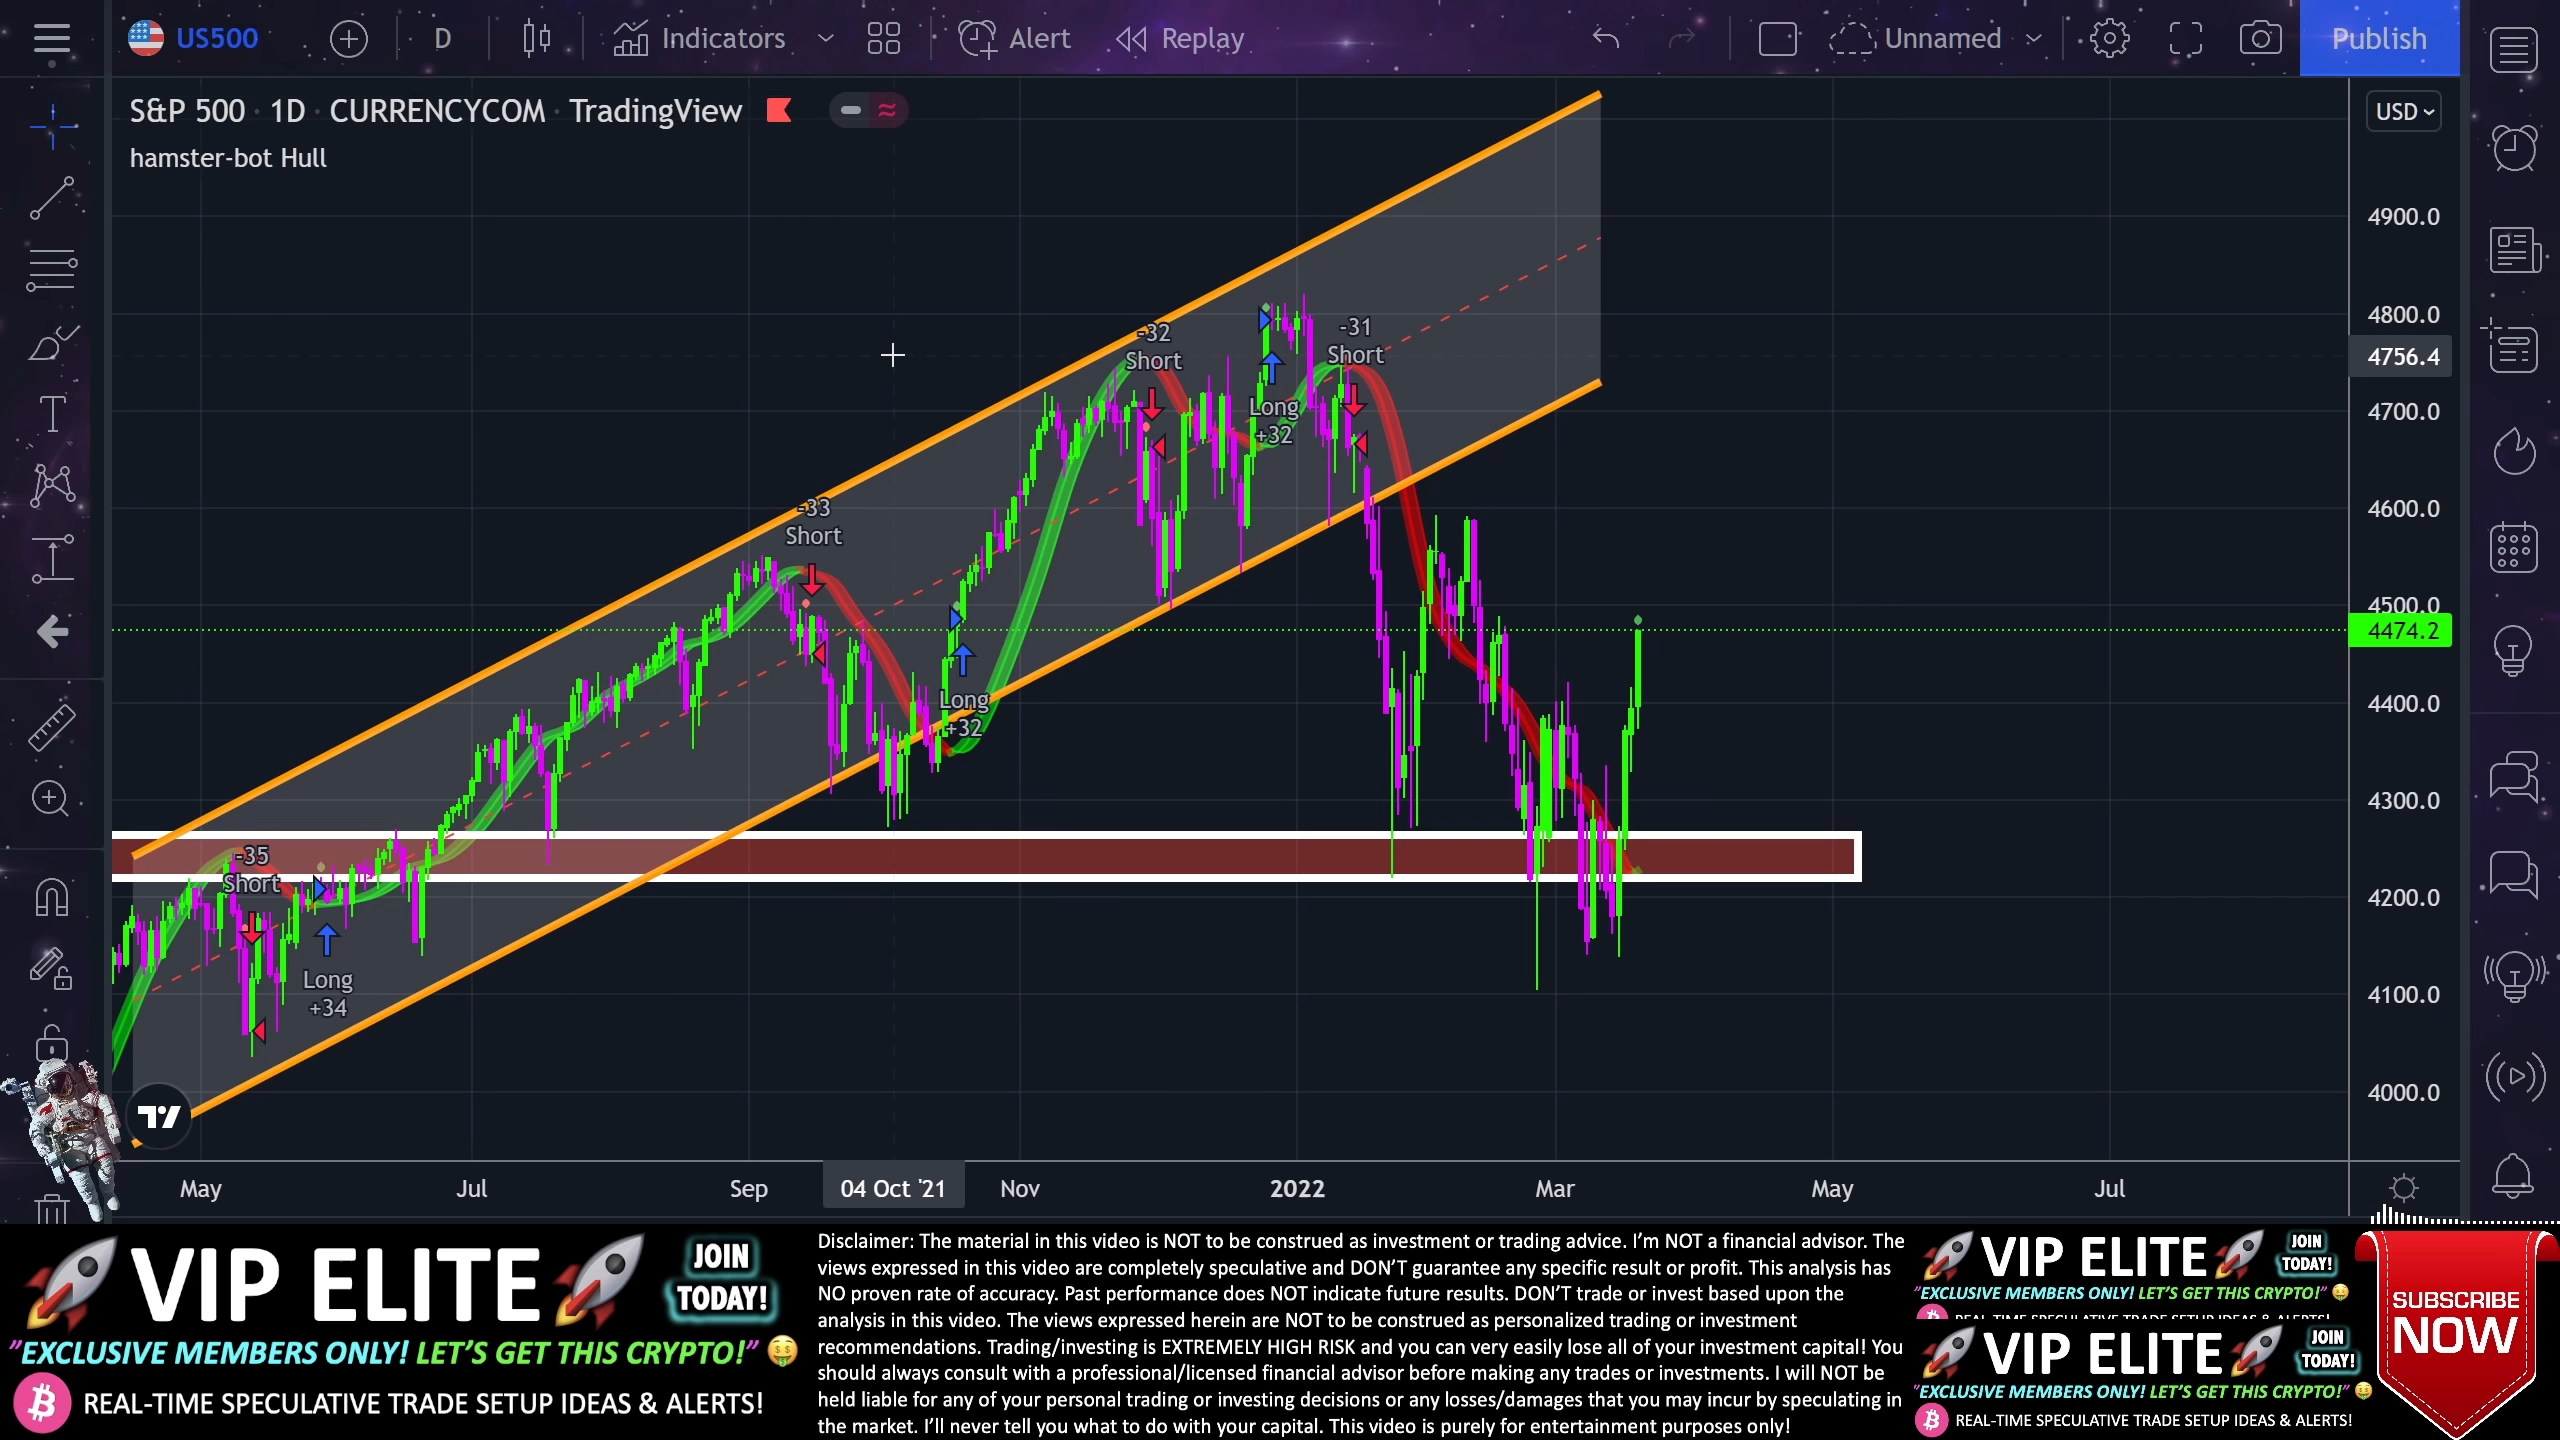 US500
D
Indicators
Alert
Replay
Unnamed
Publish
S&P 500 · 1D · CURRENCYCOM · TradingView
hamster-bot Hull
USD
4900.0
4800.0
4756.4
4700.0
4600.0
4500.0
4474.2
4400.0
4300.0
4200.0
4100.0
4000.0
-32
Short
-31
Short
Long
+32
-33
Short
Long
+32
-35
Short
Long
+34
May
Jul
Sep
04 Oct '21
Nov
2022
Mar
May
Jul
VIP ELITE
JOIN
TODAY!
"EXCLUSIVE MEMBERS ONLY! LET'S GET THIS CRYPTO!"
REAL-TIME SPECULATIVE TRADE SETUP IDEAS & ALERTS!
Disclaimer: The material in this video is NOT to be construed as investment or trading advice. I'm NOT a financial advisor. The
views expressed in this video are completely speculative and DON'T guarantee any specific result or profit. This analysis has
NO proven rate of accuracy. Past performance does NOT indicate future results. DON'T trade or invest based upon the
analysis in this video. The views expressed herein are NOT to be construed as personalized trading or investment
recommendations. Trading/investing is EXTREMELY HIGH RISK and you can very easily lose all of your investment capital! You
should always consult with a professional/licensed financial advisor before making any trades or investments. I will NOT be
held liable for any of your personal trading or investing decisions or any losses/damages that you may incur by speculating in
the market. I'll never tell you what to do with your capital. This video is purely for entertainment purposes only!
VIP ELITE
JOIN
TODAY!
"EXCLUSIVE MEMBERS ONLY! LET'S GET THIS CRYPTO!"
VIP ELITE
JOIN
TODAY!
"EXCLUSIVE MEMBERS ONLY! LET'S GET THIS CRYPTO!"
REAL-TIME SPECULATIVE TRADE SETUP IDEAS & ALERTS!
SUBSCRIBE
NOW